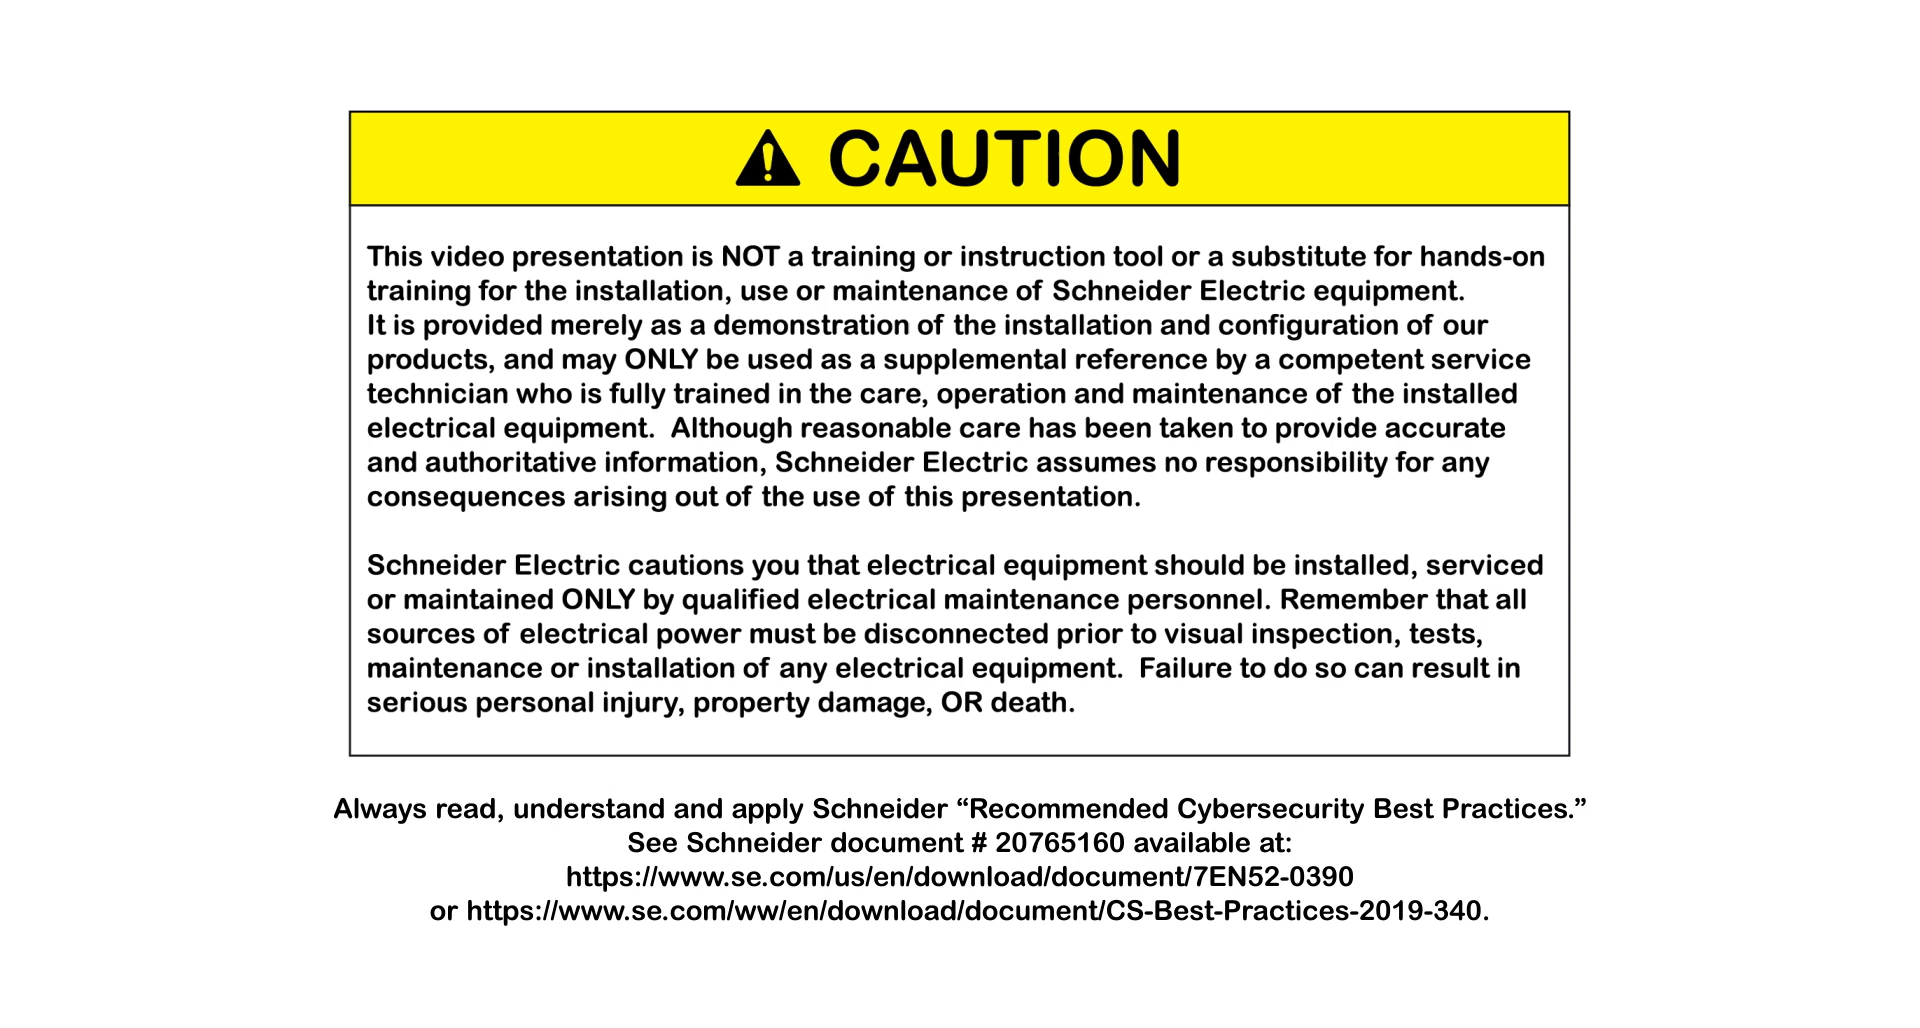 CAUTION
This video presentation is NOT a training or instruction tool or a substitute for hands-on
training for the installation, use or maintenance of Schneider Electric equipment.
It is provided merely as a demonstration of the installation and configuration of our
products, and may ONLY be used as a supplemental reference by a competent service
technician who is fully trained in the care, operation and maintenance of the installed
electrical equipment.  Although reasonable care has been taken to provide accurate
and authoritative information, Schneider Electric assumes no responsibility for any
consequences arising out of the use of this presentation.
Schneider Electric cautions you that electrical equipment should be installed, serviced
or maintained ONLY by qualified electrical maintenance personnel. Remember that all
sources of electrical power must be disconnected prior to visual inspection, tests,
maintenance or installation of any electrical equipment.  Failure to do so can result in
serious personal injury, property damage, OR death.
Always read, understand and apply Schneider “Recommended Cybersecurity Best Practices.”
See Schneider document # 20765160 available at:
https://www.se.com/us/en/download/document/7EN52-0390
or https://www.se.com/ww/en/download/document/CS-Best-Practices-2019-340.